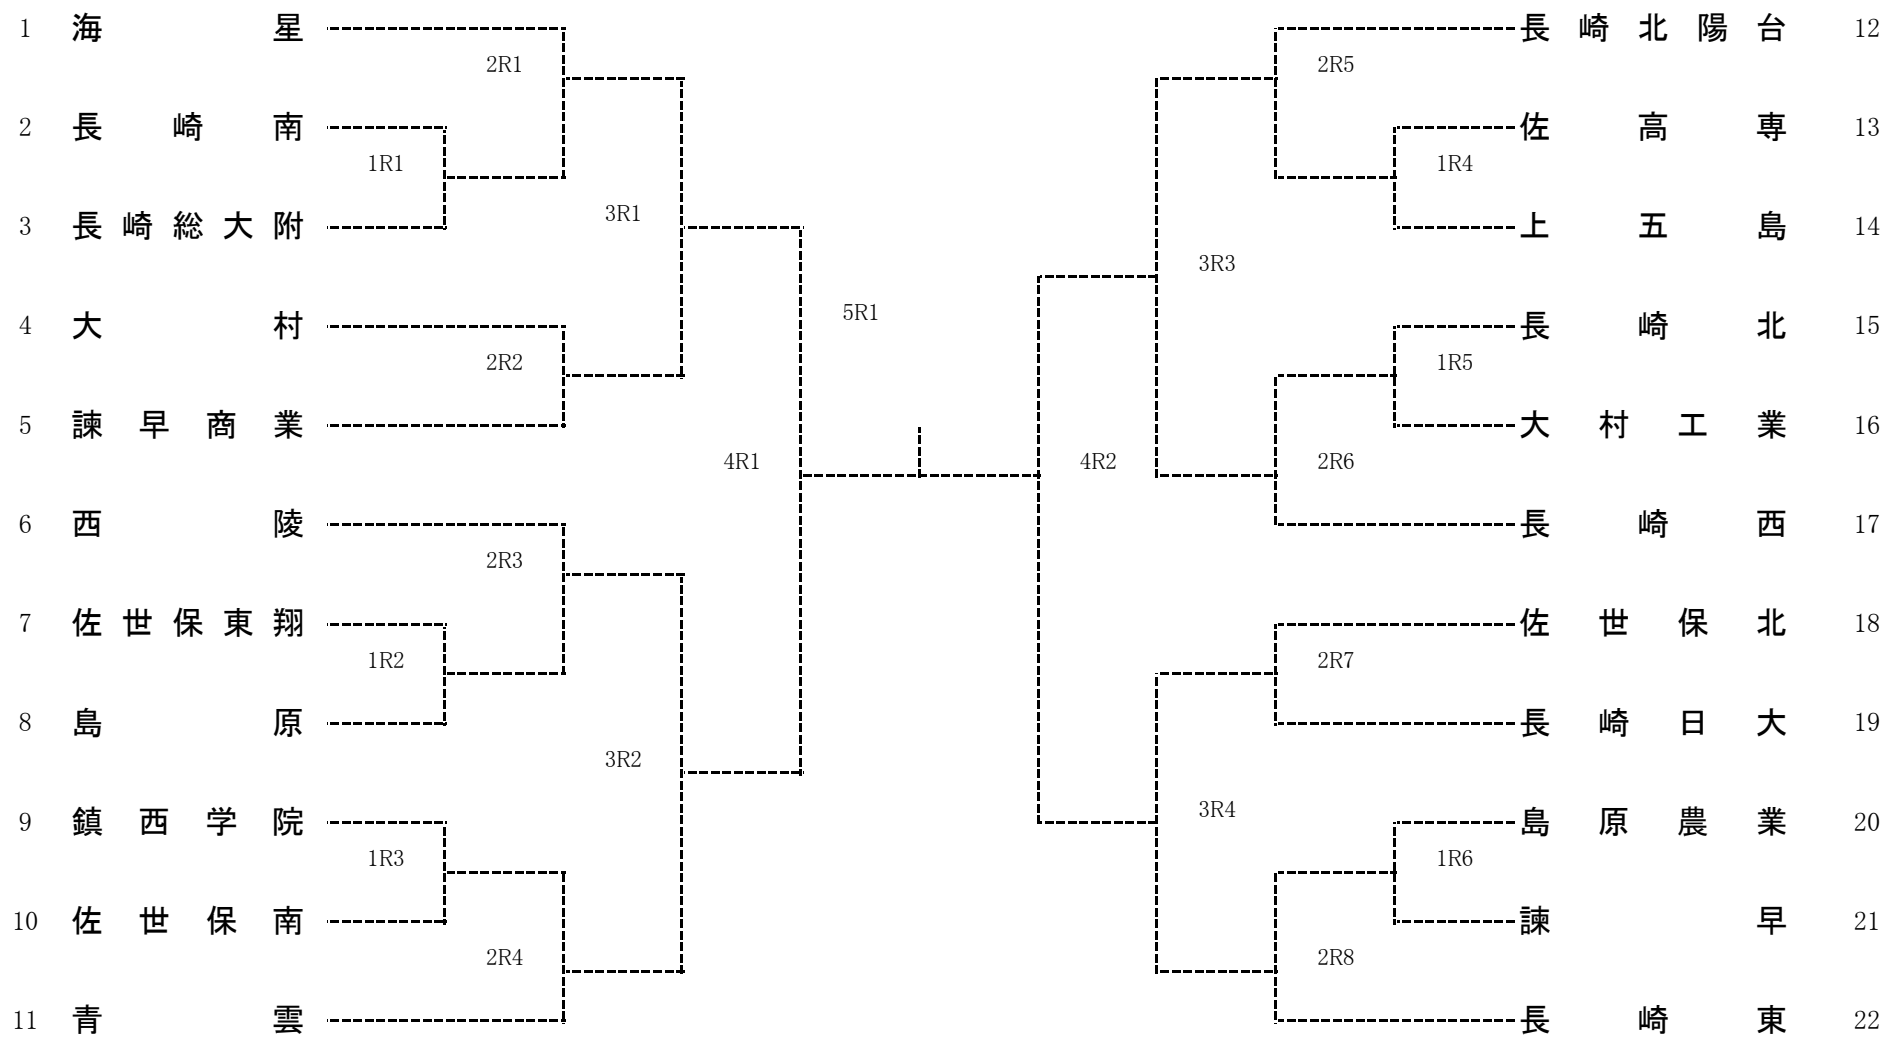 1 海星 長崎北陽台 12
2R1 2R5
2 長崎南 佐高専 13
1R1 1R4
3R1
3 長崎総大附 上五島 14
3R3
5R1
4 大村 長崎北 15
2R2 1R5
5 諫早商業 大村工業 16
4R1 4R2 2R6
6 西陵 長崎西 17
2R3
7 佐世保東翔 佐世保北 18
1R2 2R7
8 島原 長崎日大 19
3R2
3R4
9 鎮西学院 島原農業 20
1R3 1R6
10 佐世保南 諫早 21
2R4 2R8
11 青雲 長崎東 22